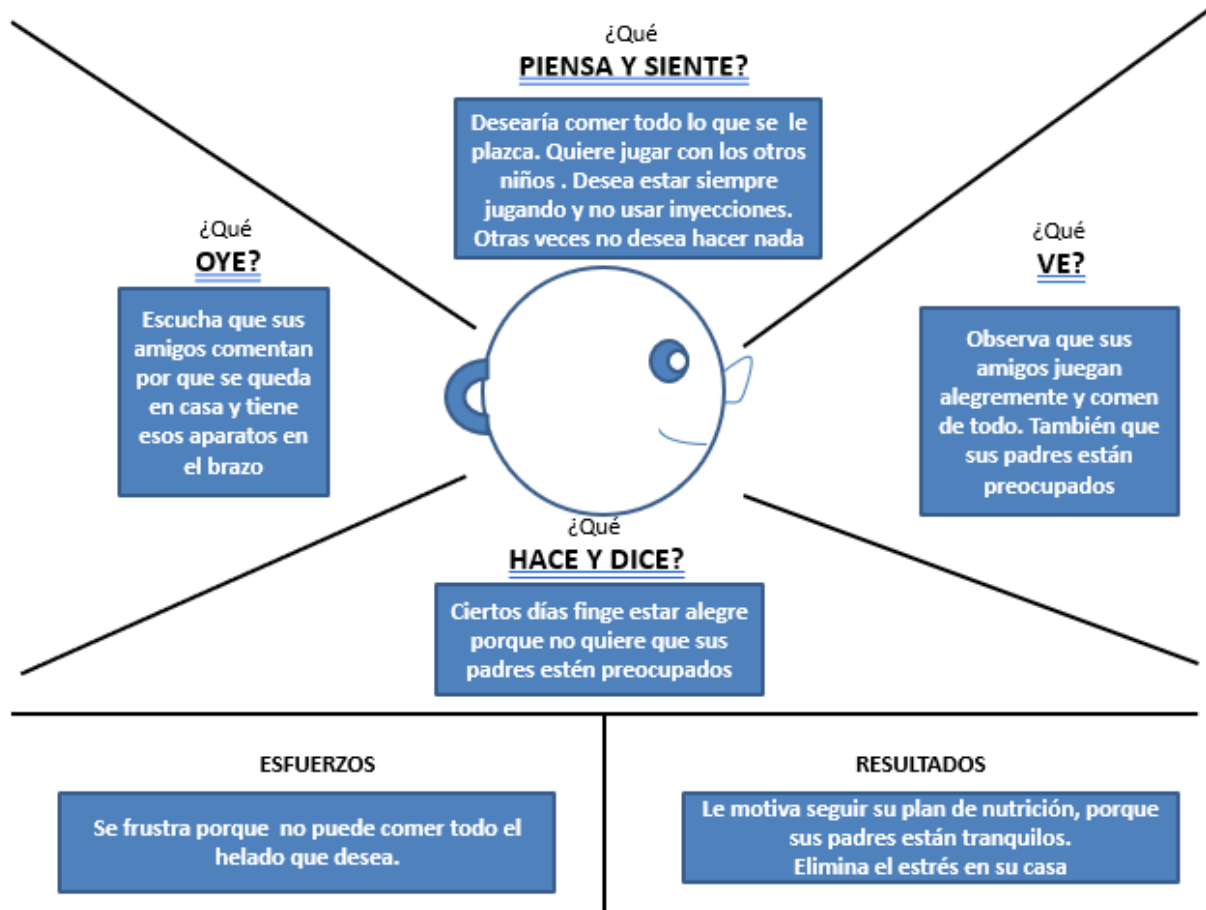 ¿Qué
PIENSA Y SIENTE?
Desearía comer todo lo que se le
plazca. Quiere jugar con los otros
niños . Desea estar siempre
jugando y no usar inyecciones.
Otras veces no desea hacer nada
¿Qué
OYE?
Escucha que sus
amigos comentan
por que se queda
en casa y tiene
esos aparatos en
el brazo
¿Qué
VE?
Observa que sus
amigos juegan
alegremente y comen
de todo. También que
sus padres están
preocupados
¿Qué
HACE Y DICE?
Ciertos días finge estar alegre
porque no quiere que sus
padres estén preocupados
ESFUERZOS
Se frustra porque no puede comer todo el
helado que desea.
RESULTADOS
Le motiva seguir su plan de nutrición, porque
sus padres están tranquilos.
Elimina el estrés en su casa